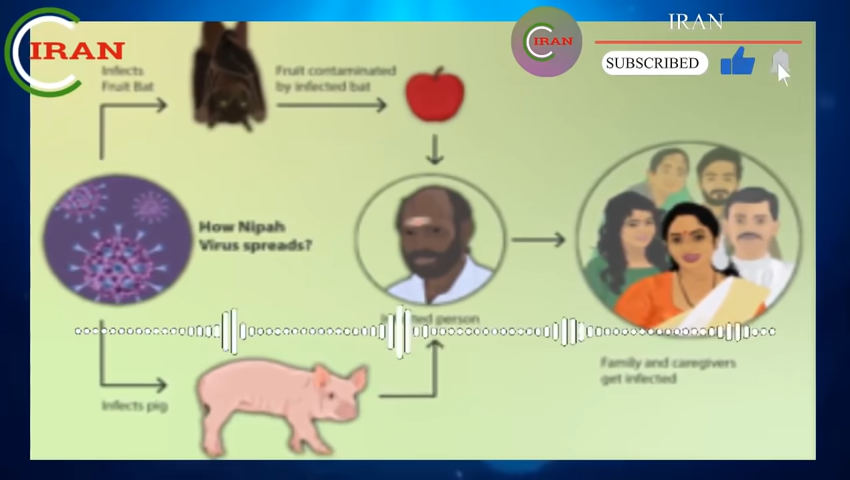 IRAN
IRAN
IRAN
SUBSCRIBED
Infects
Fruit Bat
Fruit contaminated
by infected bat
How Nipah
Virus spreads?
person
Family and caregivers
get infected
Infects pig